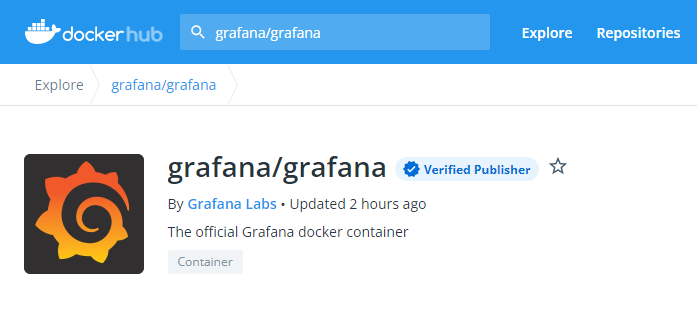 dockerhub
grafana/grafana
Explore
Repositories
Explore
grafana/grafana
grafana/grafana
Verified Publisher
By Grafana Labs • Updated 2 hours ago
The official Grafana docker container
Container